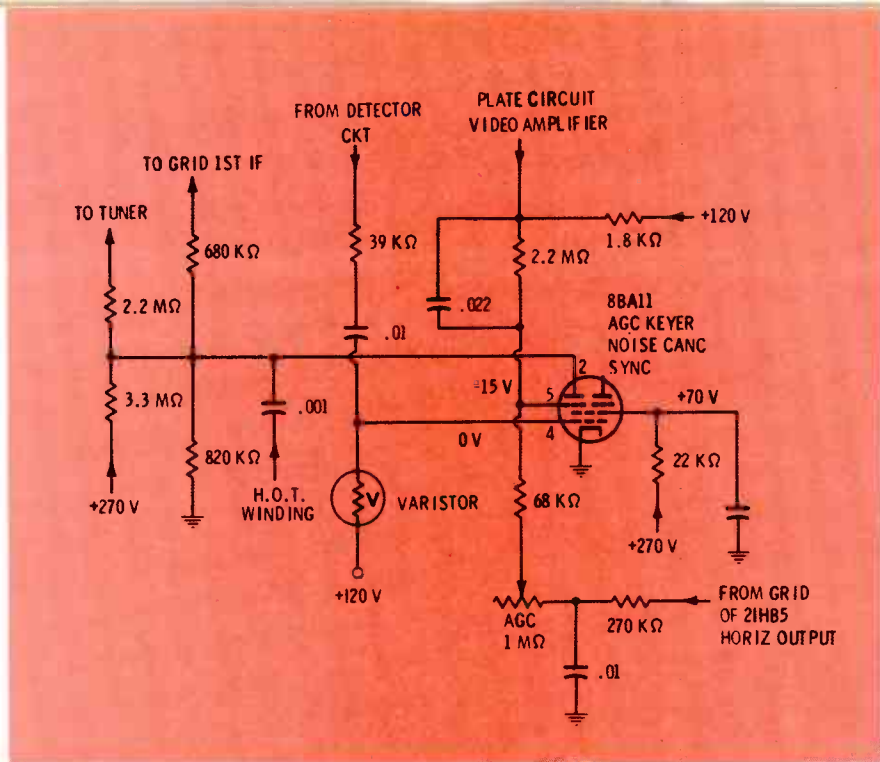 FROM DETECTOR
CKT
PLATE CIRCUIT
VIDEO AMPLIFIER
TO GRID 1ST IF
TO TUNER
680 KΩ
39 KΩ
2.2 MΩ
+120 V
1.8 KΩ
2.2 MΩ
.022
.01
8BA11
AGC KEYER
NOISE CANC
SYNC
2
3.3 MΩ
.001
-15 V
5
+70 V
0 V
4
820 KΩ
+270 V
H.O.T.
WINDING
V
VARISTOR
68 KΩ
22 KΩ
+270 V
+120 V
AGC
1 MΩ
270 KΩ
FROM GRID
OF 21HB5
HORIZ OUTPUT
.01